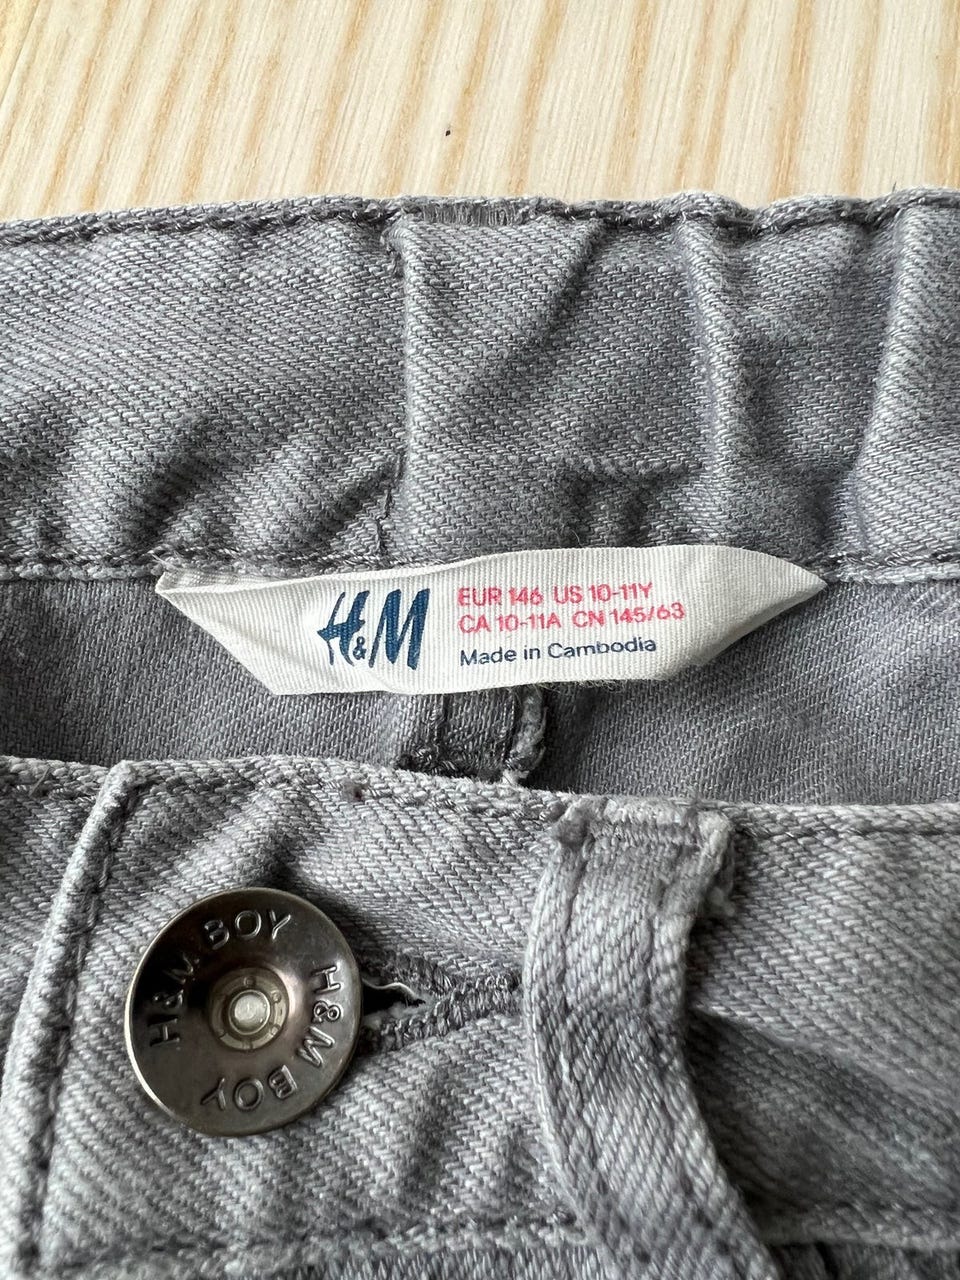 H&M
EUR 146 US 10-11Y
CA 10-11A CN 145/63
Made in Cambodia
H&M BOY
H&M BOY